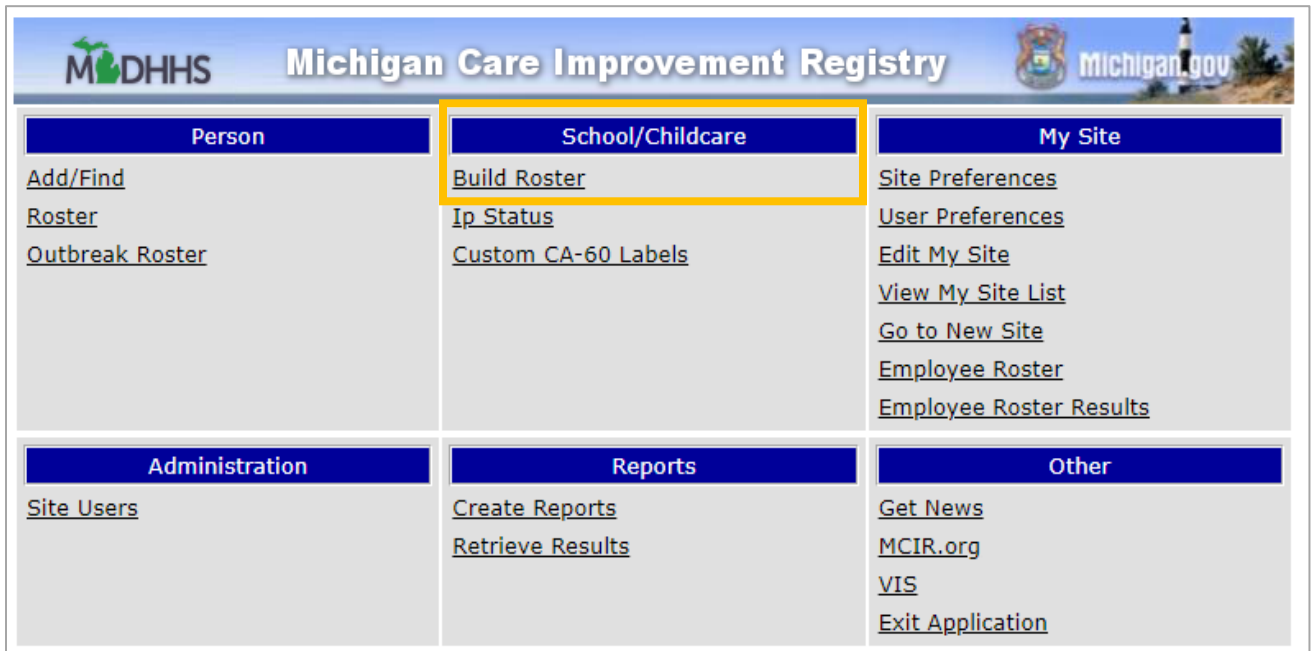 MDHHS Michigan Care Improvement Registry Michigan.gov
Person
Add/Find
Roster
Outbreak Roster
School/Childcare
Build Roster
Ip Status
Custom CA-60 Labels
My Site
Site Preferences
User Preferences
Edit My Site
View My Site List
Go to New Site
Employee Roster
Employee Roster Results
Administration
Site Users
Reports
Create Reports
Retrieve Results
Other
Get News
MCIR.org
VIS
Exit Application